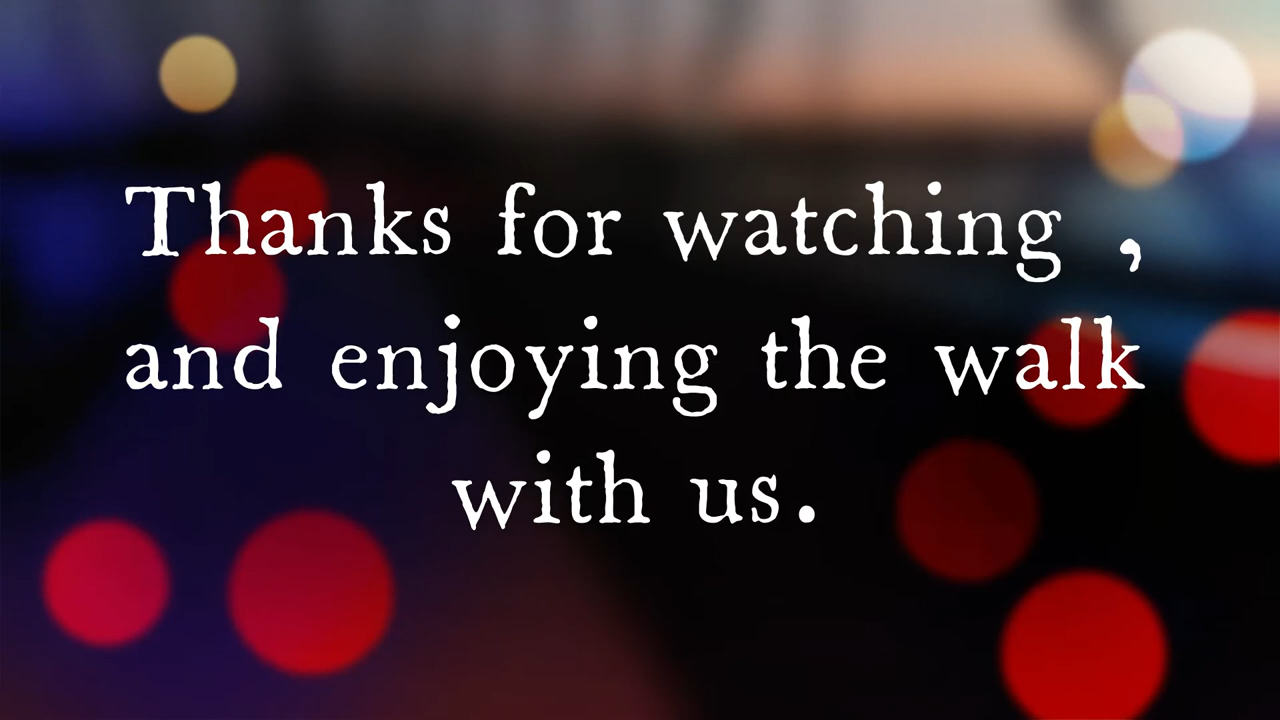 Thanks for watching ,
and enjoying the walk
with us.